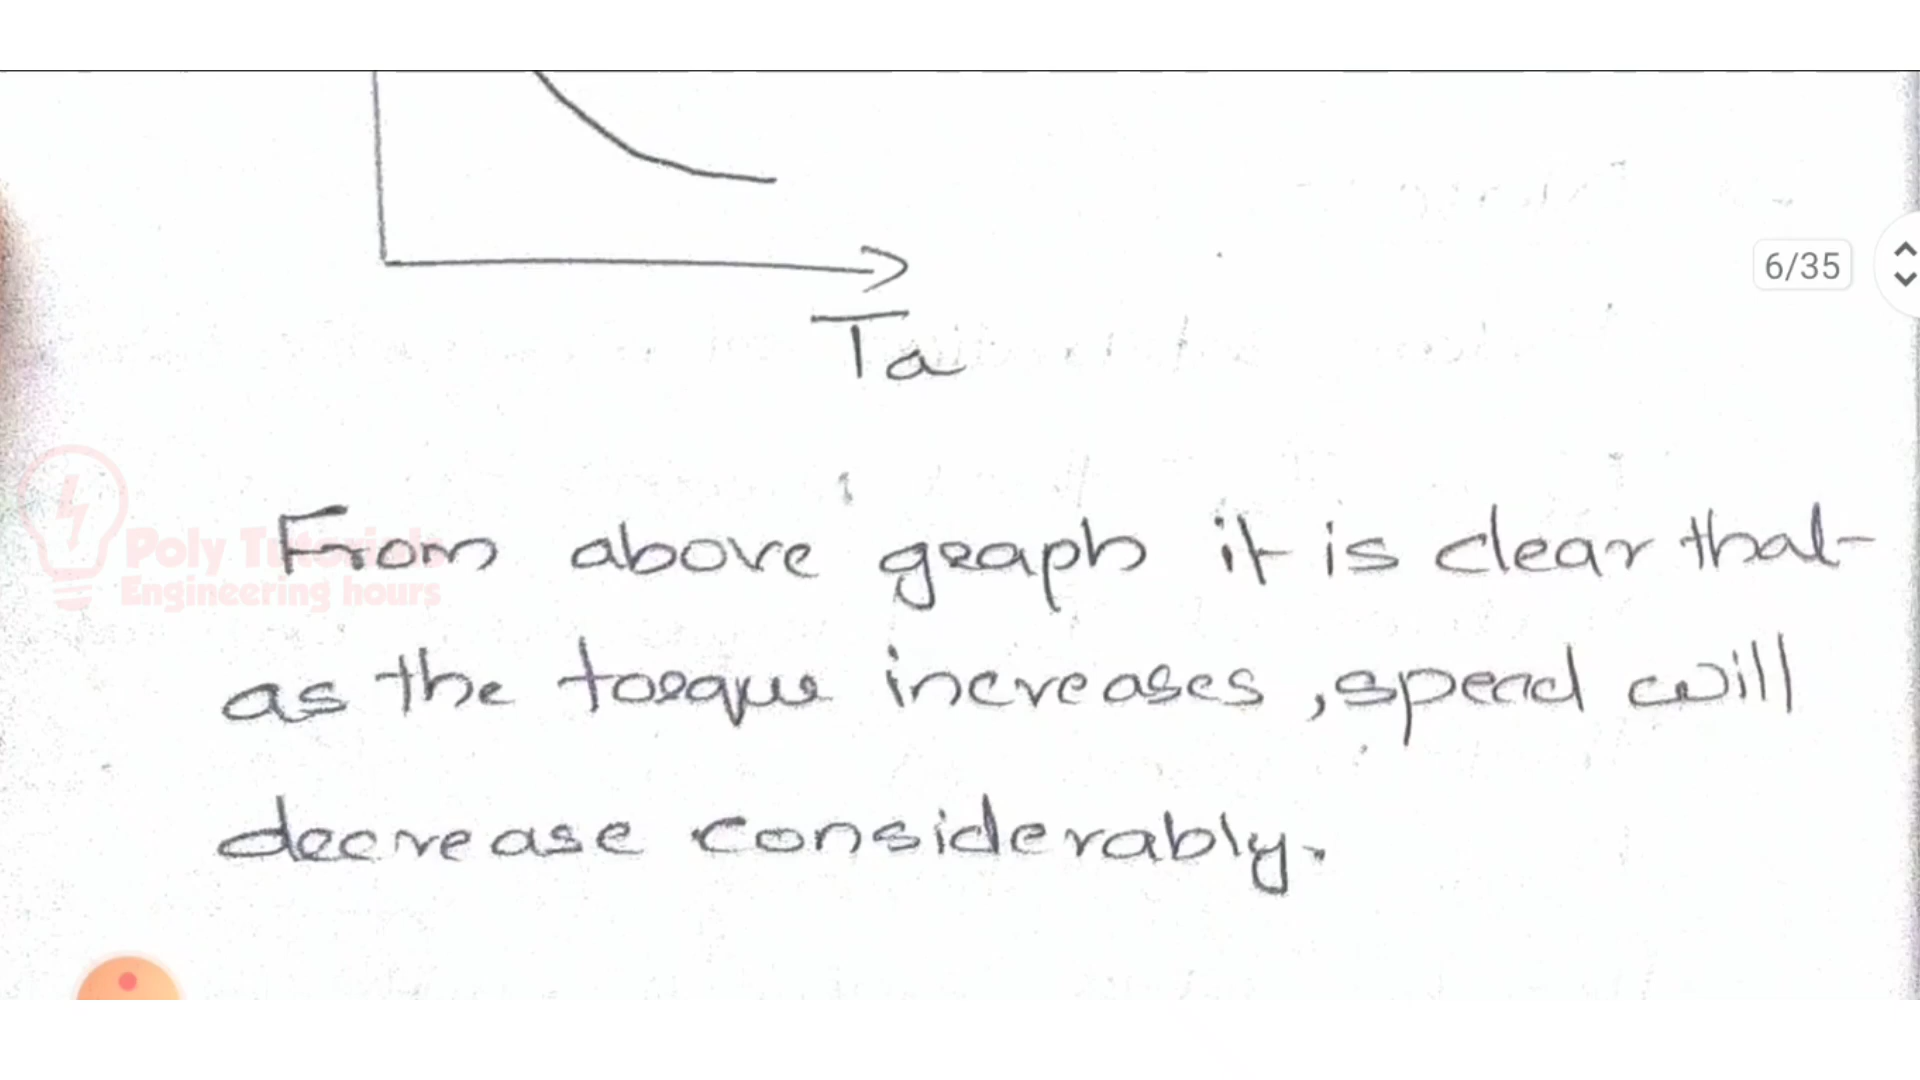 6/35
Ta
From above graph it is clear that
as the torque increases, speed will
Poly Tutorials
Engineering hours
decrease considerably.